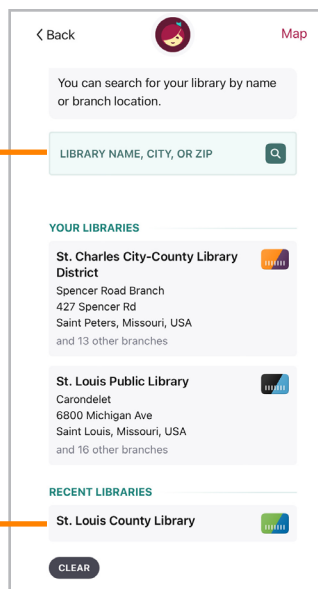 Back
Map
You can search for your library by name
or branch location.
LIBRARY NAME, CITY, OR ZIP
YOUR LIBRARIES
St. Charles City-County Library
District
Spencer Road Branch
427 Spencer Rd
Saint Peters, Missouri, USA
and 13 other branches
St. Louis Public Library
Carondelet
6800 Michigan Ave
Saint Louis, Missouri, USA
and 16 other branches
RECENT LIBRARIES
St. Louis County Library
CLEAR